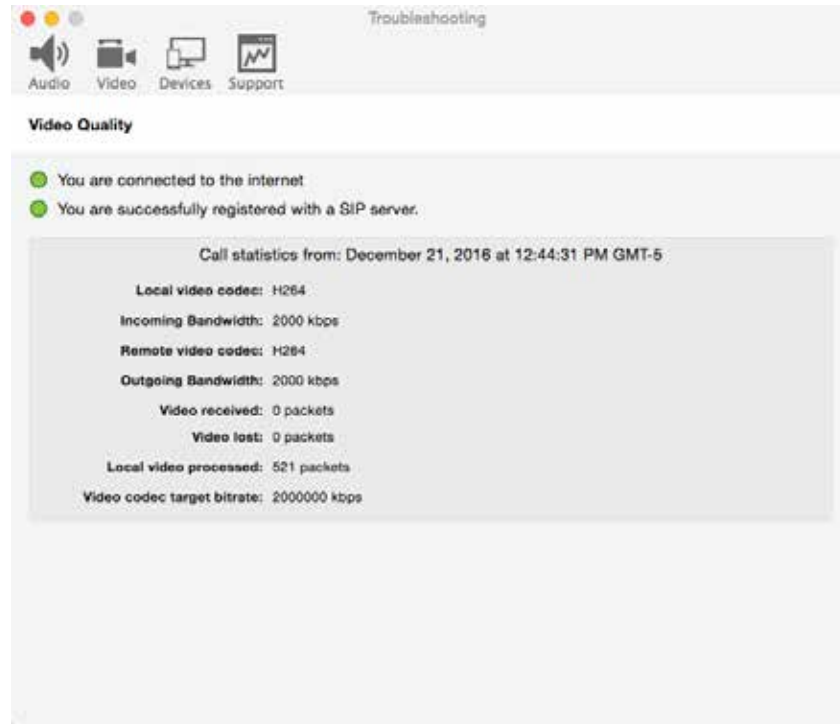 Troubleshooting
Audio Video Devices Support
Video Quality
You are connected to the internet
You are successfully registered with a SIP server.
Call statistics from: December 21, 2016 at 12:44:31 PM GMT-5
Local video codec: H264
Incoming Bandwidth: 2000 kbps
Remote video codec: H264
Outgoing Bandwidth: 2000 kbps
Video received: 0 packets
Video lost: 0 packets
Local video processed: 521 packets
Video codec target bitrate: 2000000 kbps